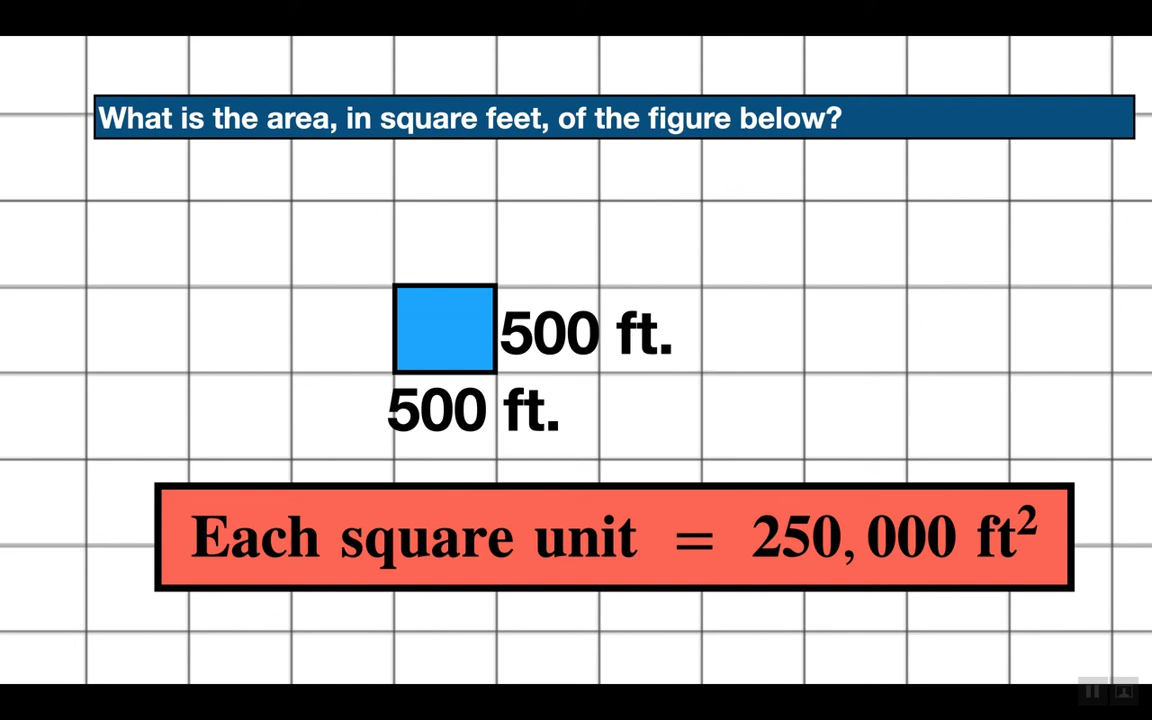 What is the area, in square feet, of the figure below?
500 ft.
500 ft.
Each square unit = 250,000 ft²